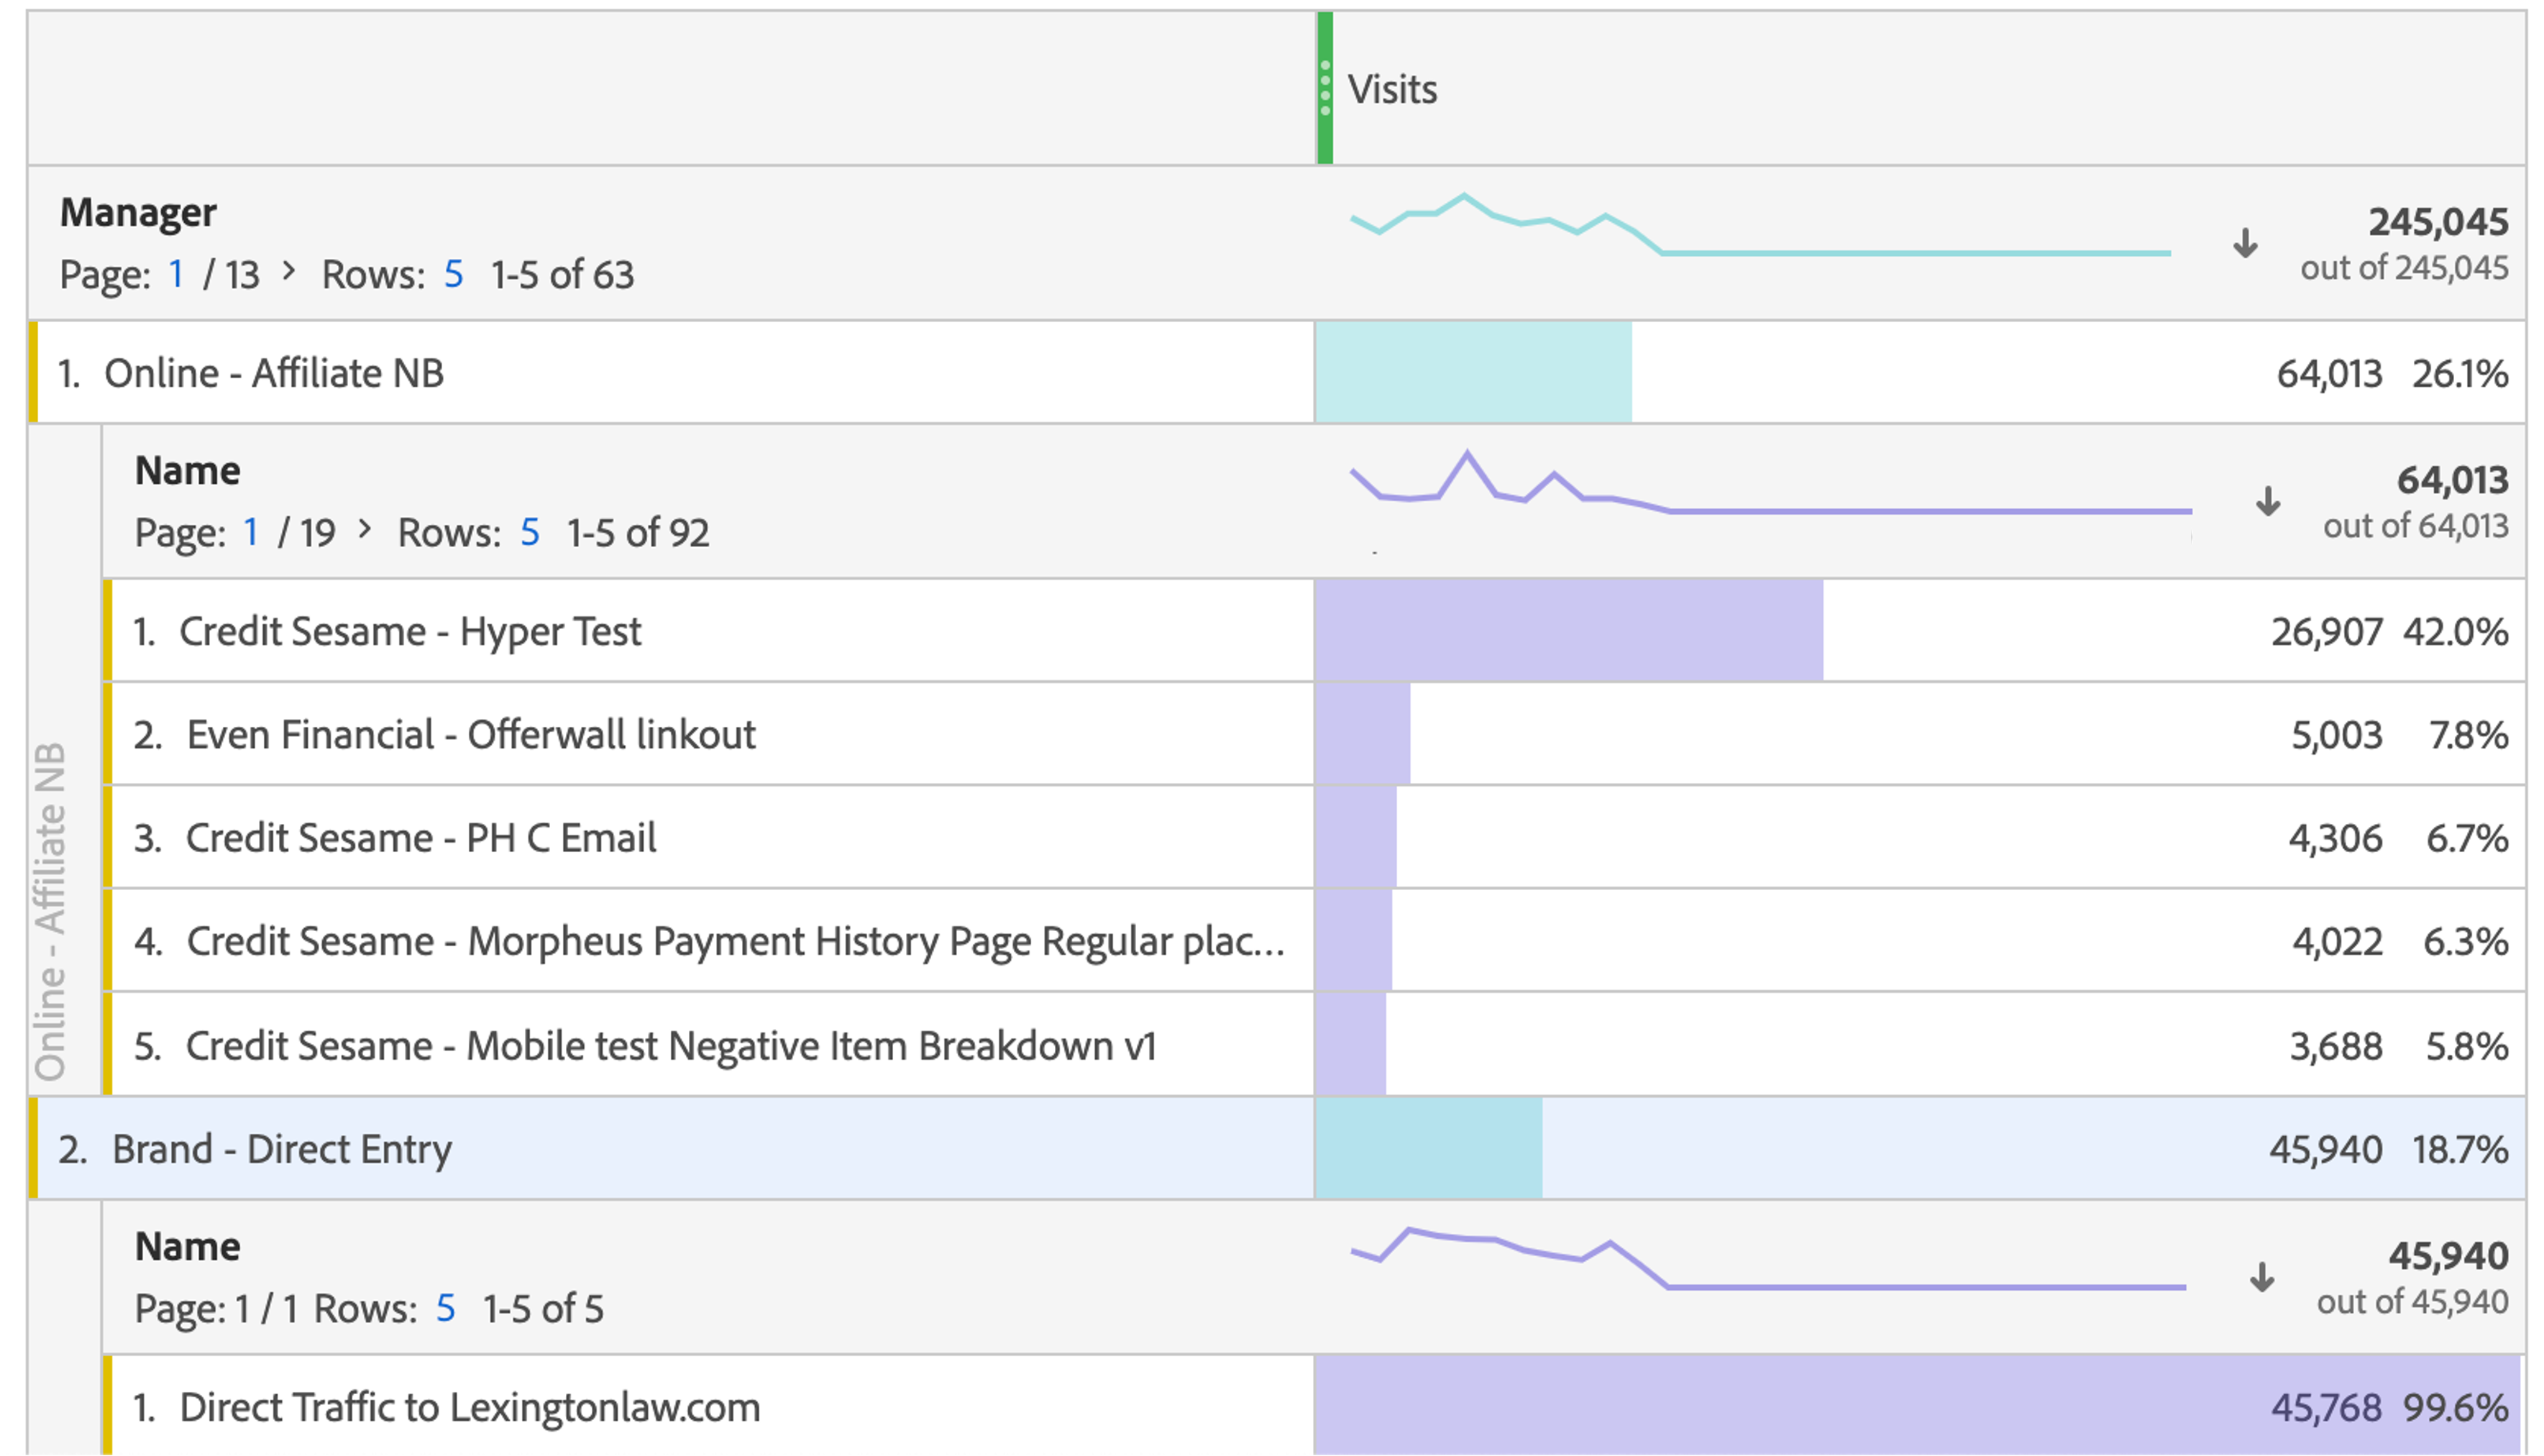 Visits
Manager
Page: 1 / 13 > Rows: 5 1-5 of 63
245,045
out of 245,045
1. Online - Affiliate NB 64,013 26.1%
Online - Affiliate NB
Name
Page: 1 / 19 > Rows: 5 1-5 of 92
64,013
out of 64,013
1. Credit Sesame - Hyper Test 26,907 42.0%
2. Even Financial - Offerwall linkout 5,003 7.8%
3. Credit Sesame - PH C Email 4,306 6.7%
4. Credit Sesame - Morpheus Payment History Page Regular plac... 4,022 6.3%
5. Credit Sesame - Mobile test Negative Item Breakdown v1 3,688 5.8%
2. Brand - Direct Entry 45,940 18.7%
Name
Page: 1 / 1 Rows: 5 1-5 of 5
45,940
out of 45,940
1. Direct Traffic to Lexingtonlaw.com 45,768 99.6%